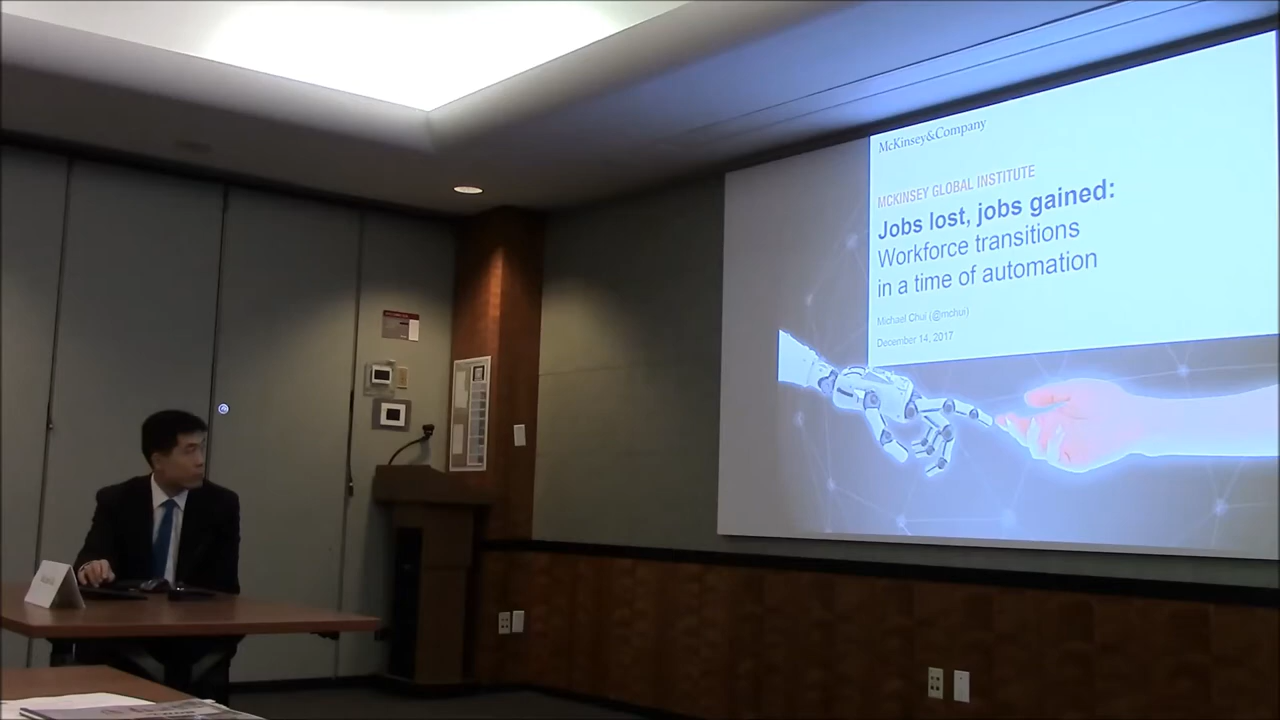 McKinsey&Company
MCKINSEY GLOBAL INSTITUTE
Jobs lost, jobs gained:
Workforce transitions
in a time of automation
Michael Chui (@mchui)
December 14, 2017